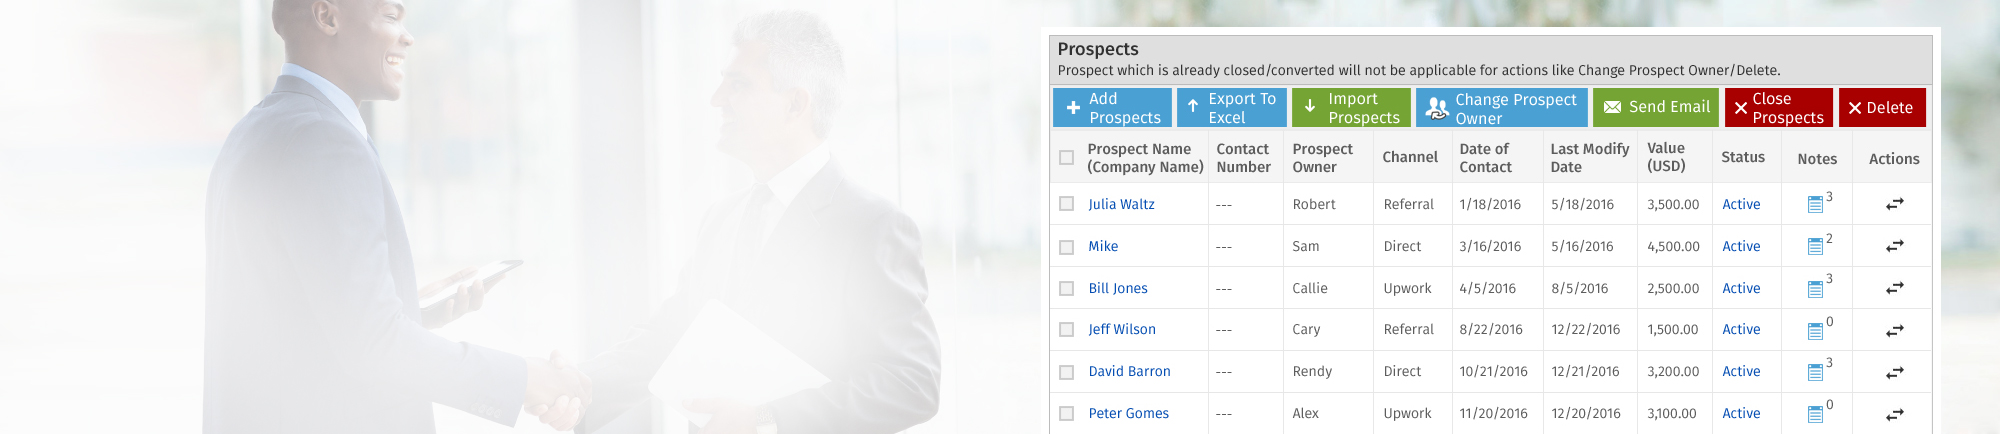 Prospects
Prospect which is already closed/converted will not be applicable for actions like Change Prospect Owner/Delete.
Add Prospects
Export To Excel
Import Prospects
Change Prospect Owner
Send Email
Close Prospects
Delete
Prospect Name (Company Name) Contact Number Prospect Owner Channel Date of Contact Last Modify Date Value (USD) Status Notes Actions
Julia Waltz --- Robert Referral 1/18/2016 5/18/2016 3,500.00 Active 3
Mike --- Sam Direct 3/16/2016 5/16/2016 4,500.00 Active 2
Bill Jones --- Callie Upwork 4/5/2016 8/5/2016 2,500.00 Active 3
Jeff Wilson --- Cary Referral 8/22/2016 12/22/2016 1,500.00 Active 0
David Barron --- Rendy Direct 10/21/2016 12/21/2016 3,200.00 Active 3
Peter Gomes --- Alex Upwork 11/20/2016 12/20/2016 3,100.00 Active 0